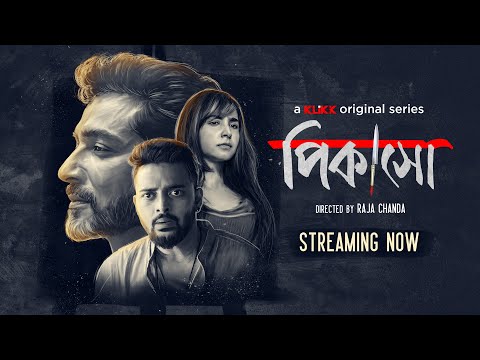 a KLIKK original series
পিকাসো
DIRECTED BY RAJA CHANDA
STREAMING NOW